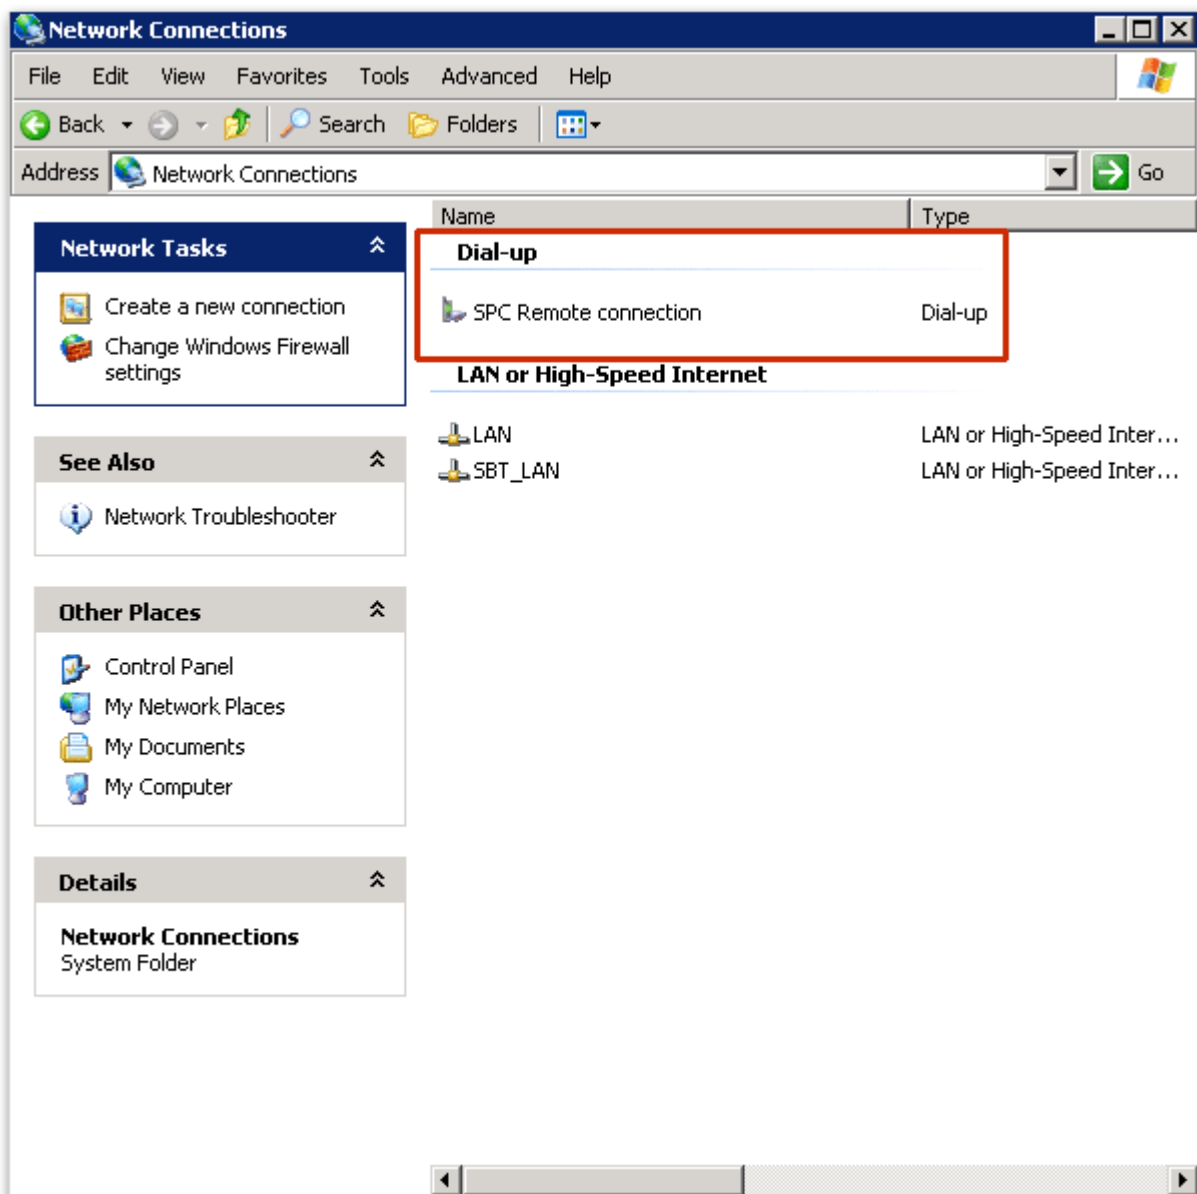 Network Connections
File Edit View Favorites Tools Advanced Help
Back Search Folders
Address Network Connections Go
Name Type
Network Tasks
Create a new connection
Change Windows Firewall
settings
See Also
Network Troubleshooter
Other Places
Control Panel
My Network Places
My Documents
My Computer
Details
Network Connections
System Folder
Dial-up
SPC Remote connection Dial-up
LAN or High-Speed Internet
LAN LAN or High-Speed Inter...
SBT_LAN LAN or High-Speed Inter...